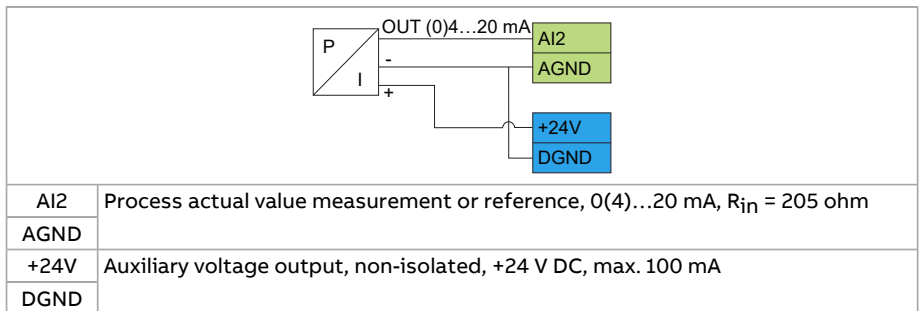 OUT (0)4…20 mA
P
I
-
+
AI2
AGND
+24V
DGND
AI2 Process actual value measurement or reference, 0(4)…20 mA, Rin = 205 ohm
AGND
+24V Auxiliary voltage output, non-isolated, +24 V DC, max. 100 mA
DGND